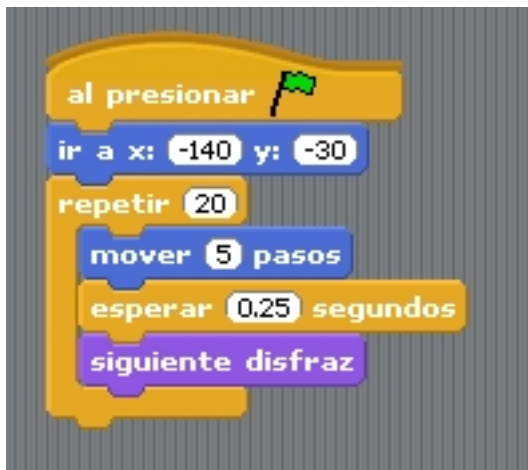 al presionar
ir a x: -140 y: -30
repetir 20
mover 5 pasos
esperar 0.25 segundos
siguiente disfraz